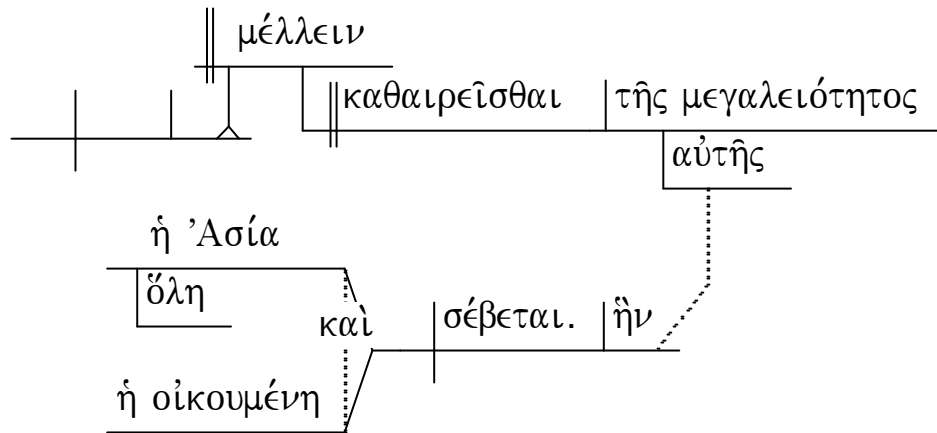 μέλλειν
καθαιρεῖσθαι τῆς μεγαλειότητος
αὐτῆς
ἡ Ἀσία
ὅλη
καὶ σέβεται. ἣν
ἡ οἰκουμένη